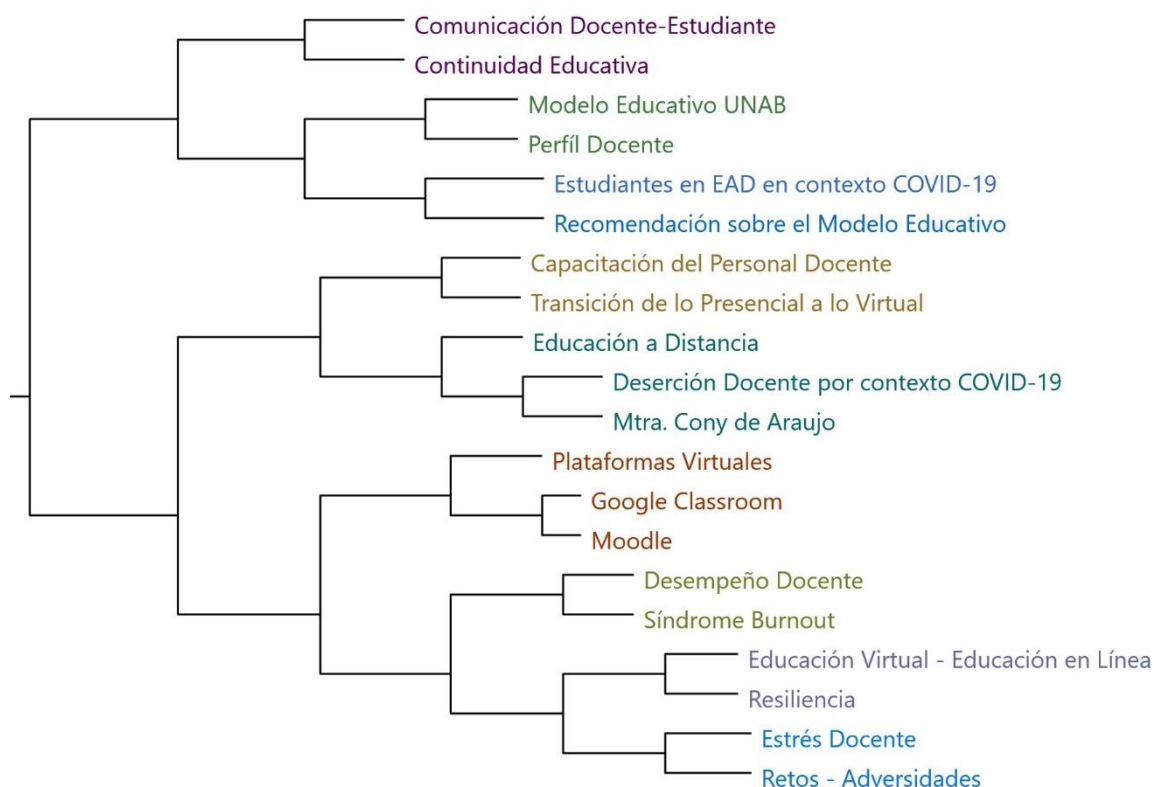 Comunicación Docente-Estudiante
Continuidad Educativa
Modelo Educativo UNAB
Perfíl Docente
Estudiantes en EAD en contexto COVID-19
Recomendación sobre el Modelo Educativo
Capacitación del Personal Docente
Transición de lo Presencial a lo Virtual
Educación a Distancia
Deserción Docente por contexto COVID-19
Mtra. Cony de Araujo
Plataformas Virtuales
Google Classroom
Moodle
Desempeño Docente
Síndrome Burnout
Educación Virtual - Educación en Línea
Resiliencia
Estrés Docente
Retos - Adversidades